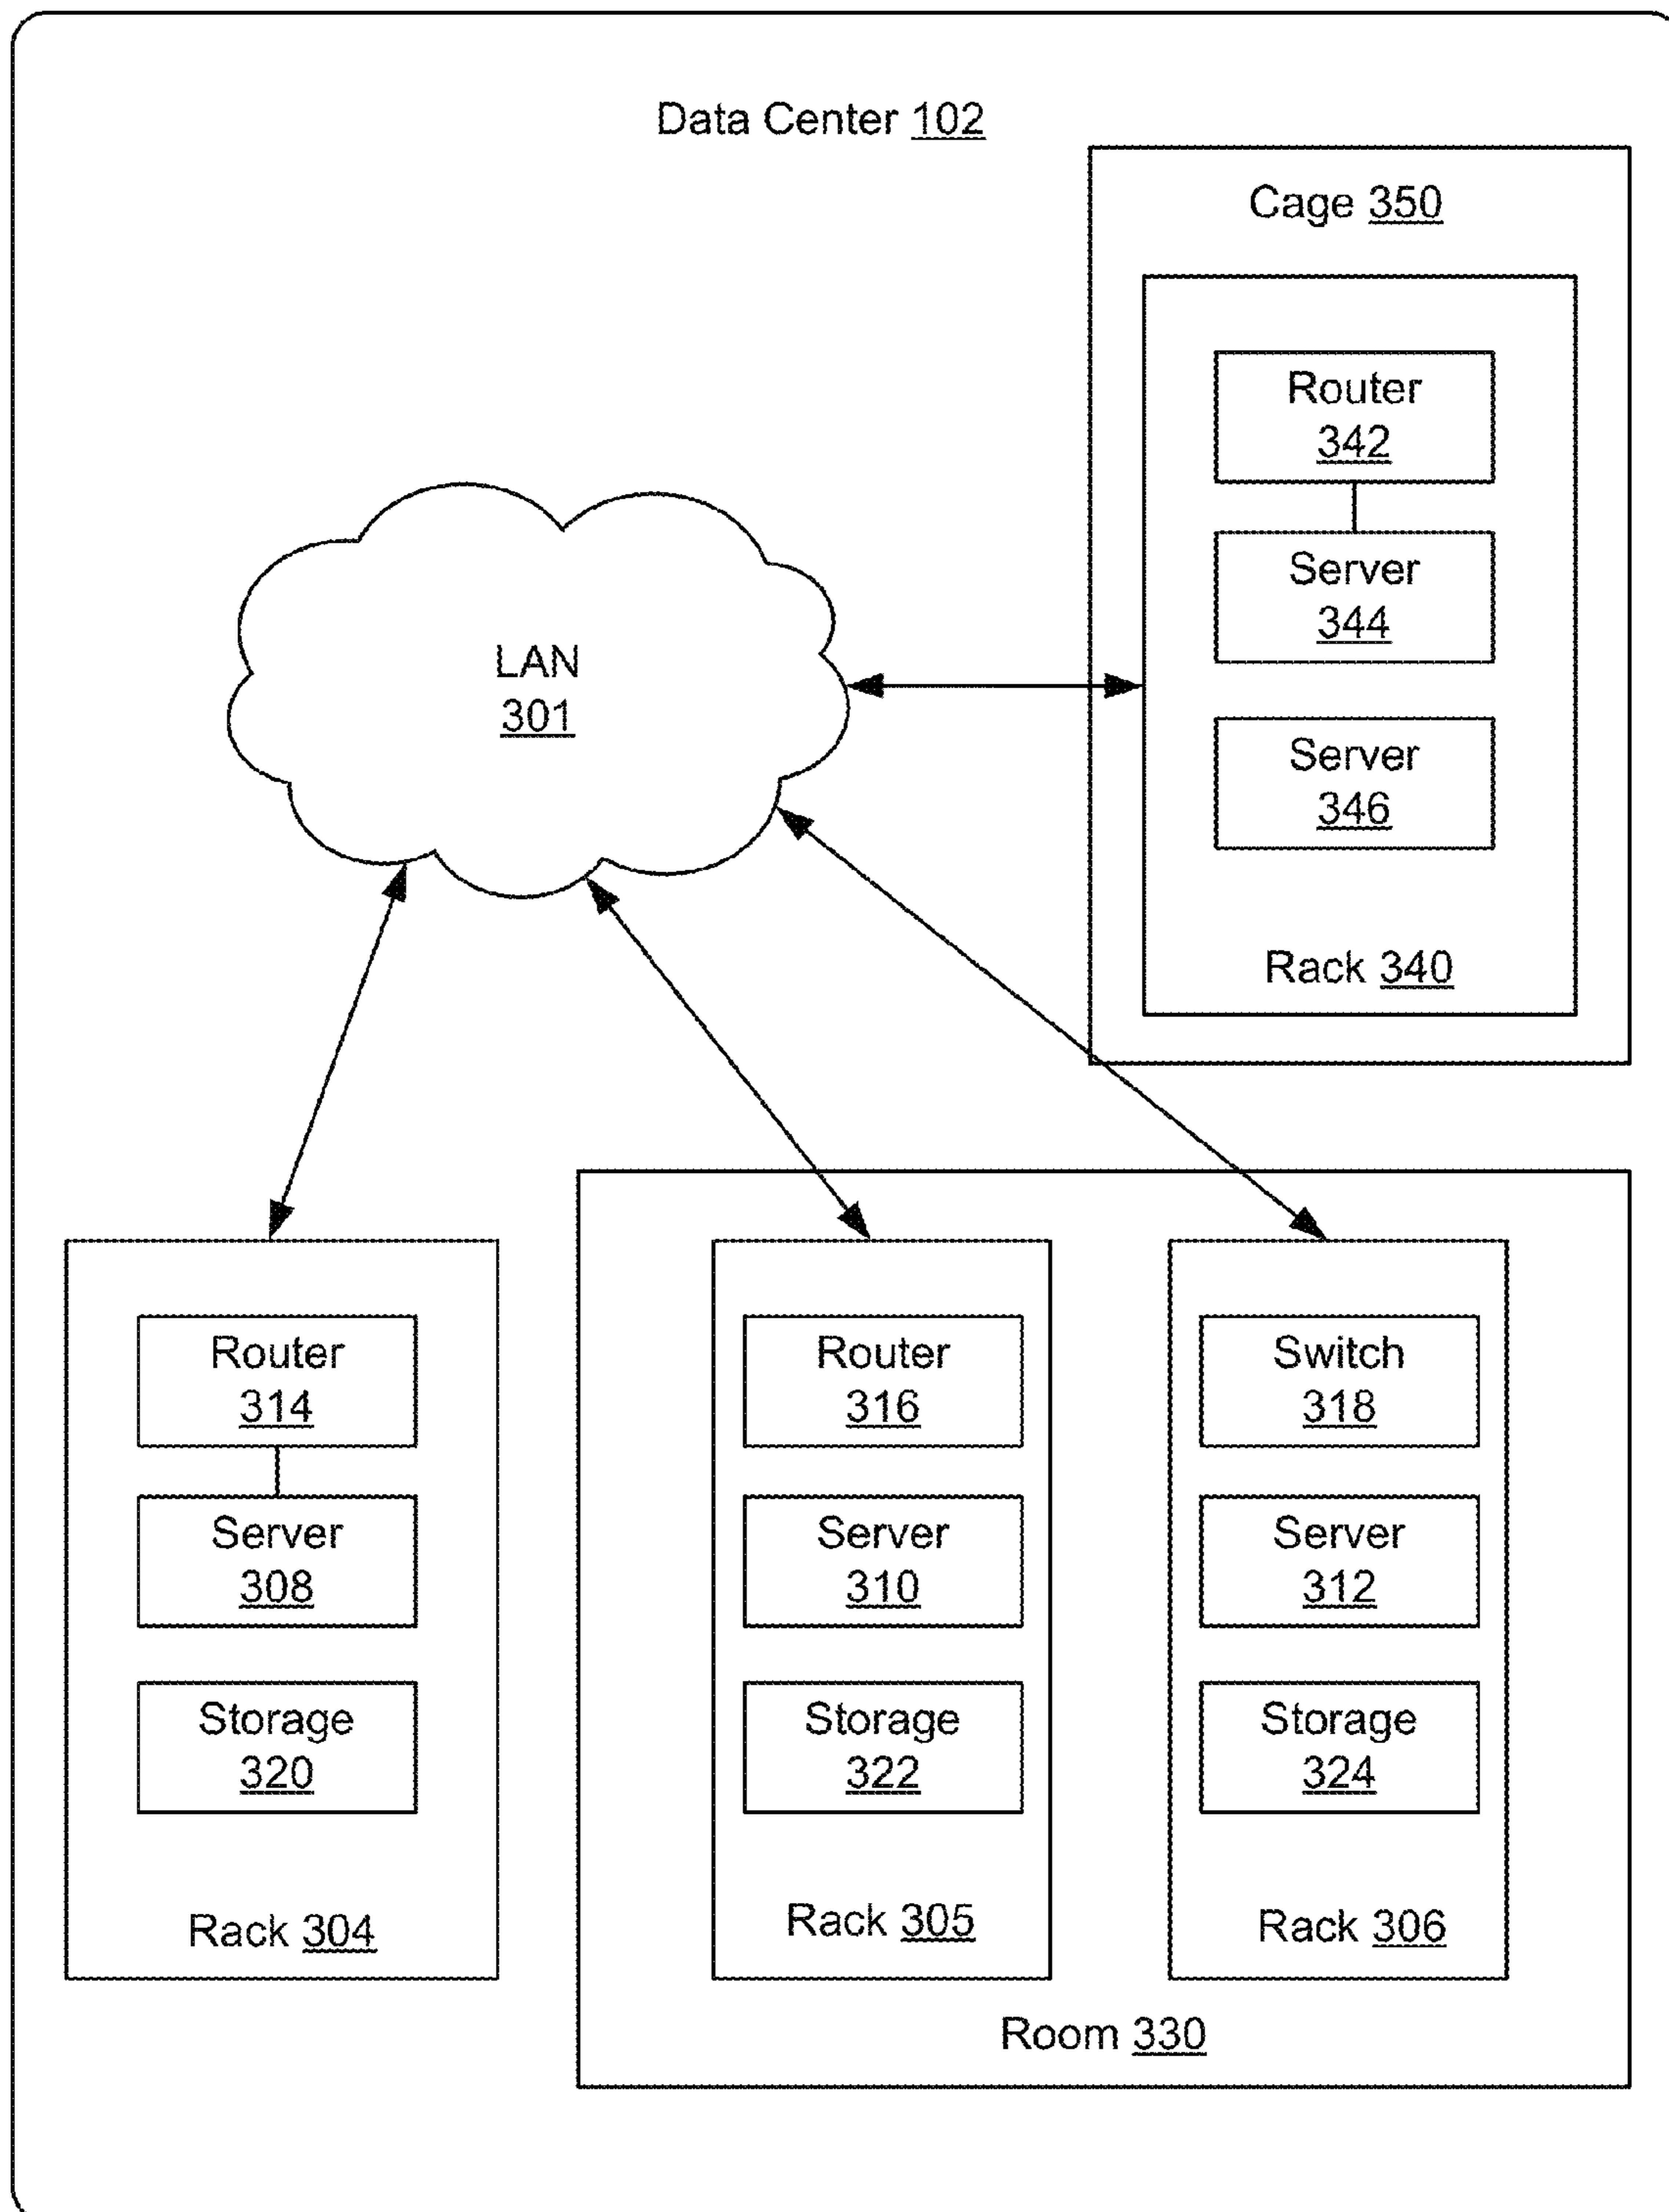 Data Center 102
Cage 350
Router
342
Server
344
Server
346
Rack 340
LAN
301
Router
314
Server
308
Storage
320
Rack 304
Router
316
Server
310
Storage
322
Rack 305
Switch
318
Server
312
Storage
324
Rack 306
Room 330